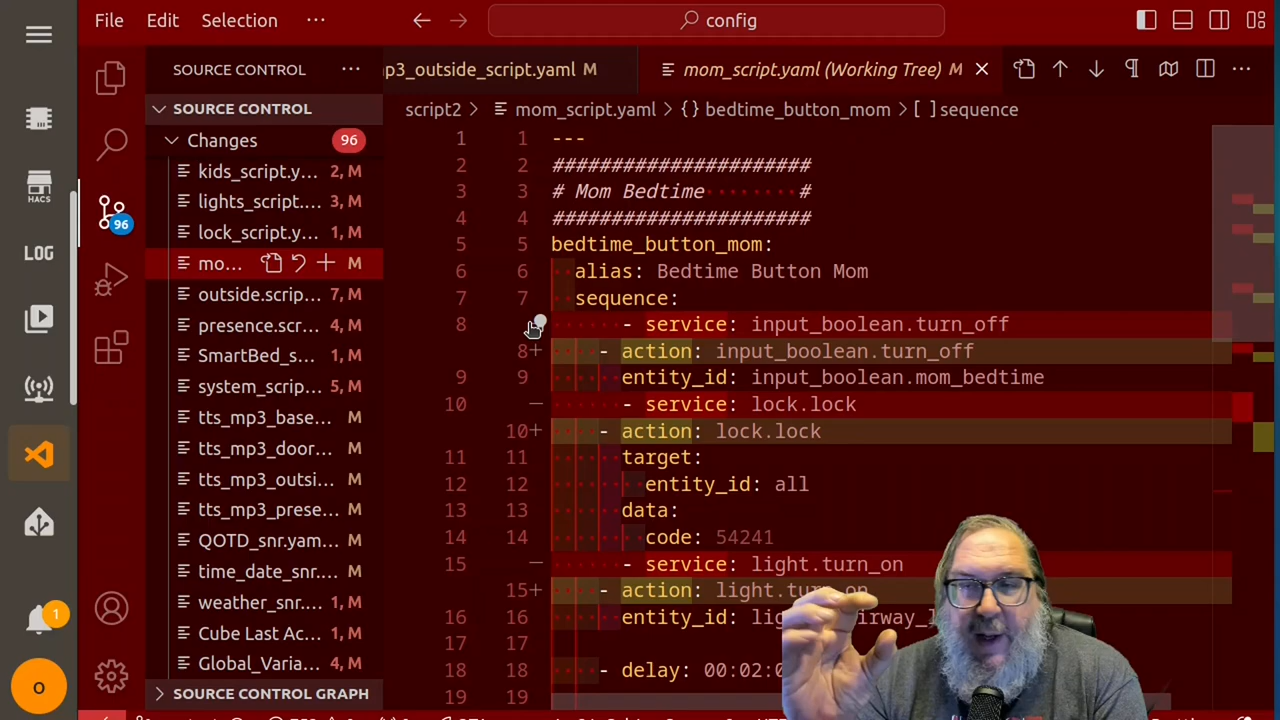 File Edit Selection ··· config
SOURCE CONTROL ···
p3_outside_script.yaml M
mom_script.yaml (Working Tree) M
SOURCE CONTROL
script2 > mom_script.yaml > {} bedtime_button_mom > [ ] sequence
Changes 96
kids_script.y... 2, M
lights_script.... 3, M
lock_script.y... 1, M
mo... M
outside.scrip... 7, M
presence.scr... 1, M
SmartBed_s... M
system_scrip... 5, M
tts_mp3_base... M
tts_mp3_door... M
tts_mp3_outsi... M
tts_mp3_prese... M
QOTD_snr.yam... M
time_date_snr.... M
weather_snr.... 1, M
Cube Last Ac... 3, M
Global_Varia... 4, M
SOURCE CONTROL GRAPH
HACS
LOG
96
1
O
1 1 ---
2 2 ######################
3 3 # Mom Bedtime········#
4 4 ######################
5 5 bedtime_button_mom:
6 6 alias: Bedtime Button Mom
7 7 sequence:
8 - service: input_boolean.turn_off
8+ - action: input_boolean.turn_off
9 9 entity_id: input_boolean.mom_bedtime
10 — - service: lock.lock
10+ - action: lock.lock
11 11 target:
12 12 entity_id: all
13 13 data:
14 14 code: 54241
15 — - service: light.turn_on
15+ - action: light.turn_on
16 16 entity_id:
17 17
18 18 - delay: 00:02:0
19 19